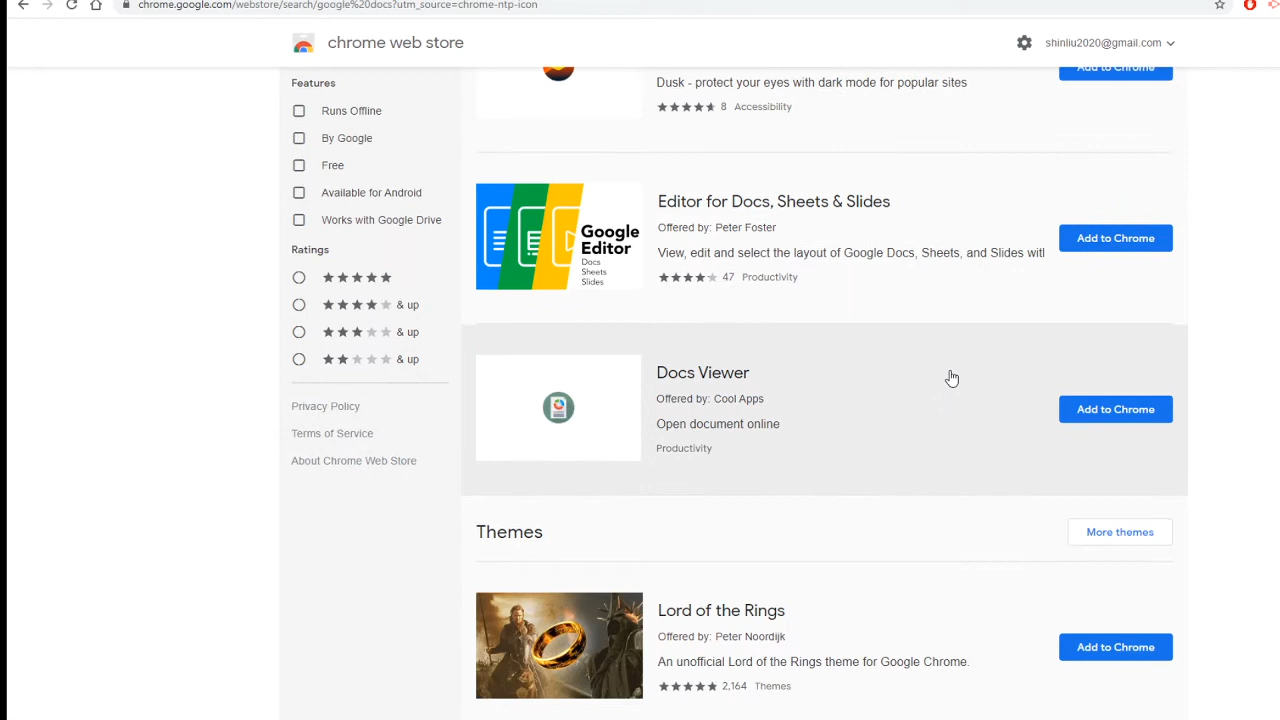 chrome.google.com/webstore/search/google%20docs?utm_source=chrome-ntp-icon
chrome web store
shinliu2020@gmail.com
Features
Runs Offline
By Google
Free
Available for Android
Works with Google Drive
Ratings
& up
& up
& up
Privacy Policy
Terms of Service
About Chrome Web Store
Add to Chrome
Dusk - protect your eyes with dark mode for popular sites
8 Accessibility
Google
Editor
Docs
Sheets
Slides
Editor for Docs, Sheets & Slides
Offered by: Peter Foster
View, edit and select the layout of Google Docs, Sheets, and Slides wit
47 Productivity
Add to Chrome
Docs Viewer
Offered by: Cool Apps
Open document online
Productivity
Add to Chrome
Themes
More themes
Lord of the Rings
Offered by: Peter Noordijk
An unofficial Lord of the Rings theme for Google Chrome.
2,164 Themes
Add to Chrome